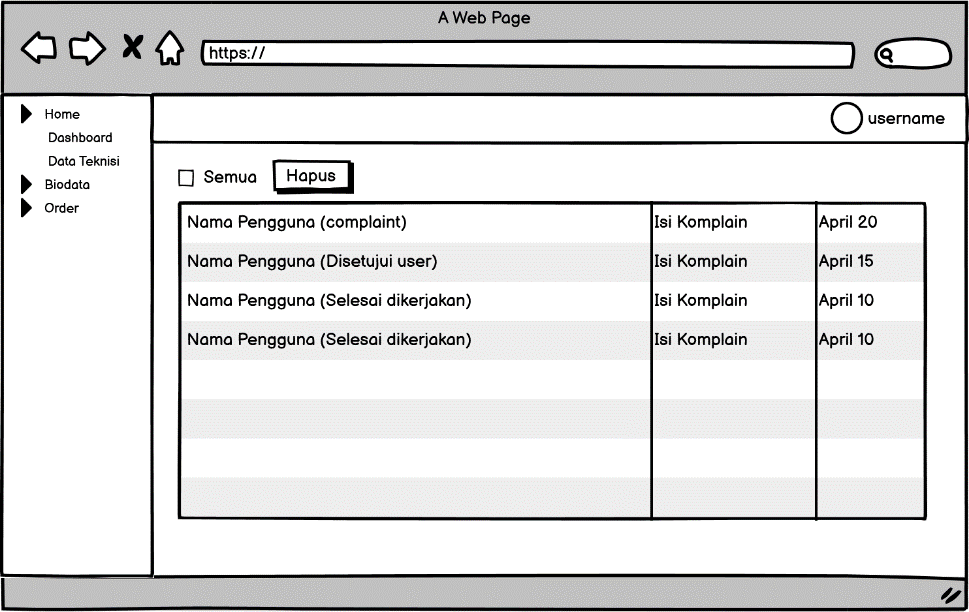 A Web Page
https://
Home
Dashboard
Data Teknisi
Biodata
Order
username
Semua
Hapus
Nama Pengguna (complaint) Isi Komplain April 20
Nama Pengguna (Disetujui user) Isi Komplain April 15
Nama Pengguna (Selesai dikerjakan) Isi Komplain April 10
Nama Pengguna (Selesai dikerjakan) Isi Komplain April 10